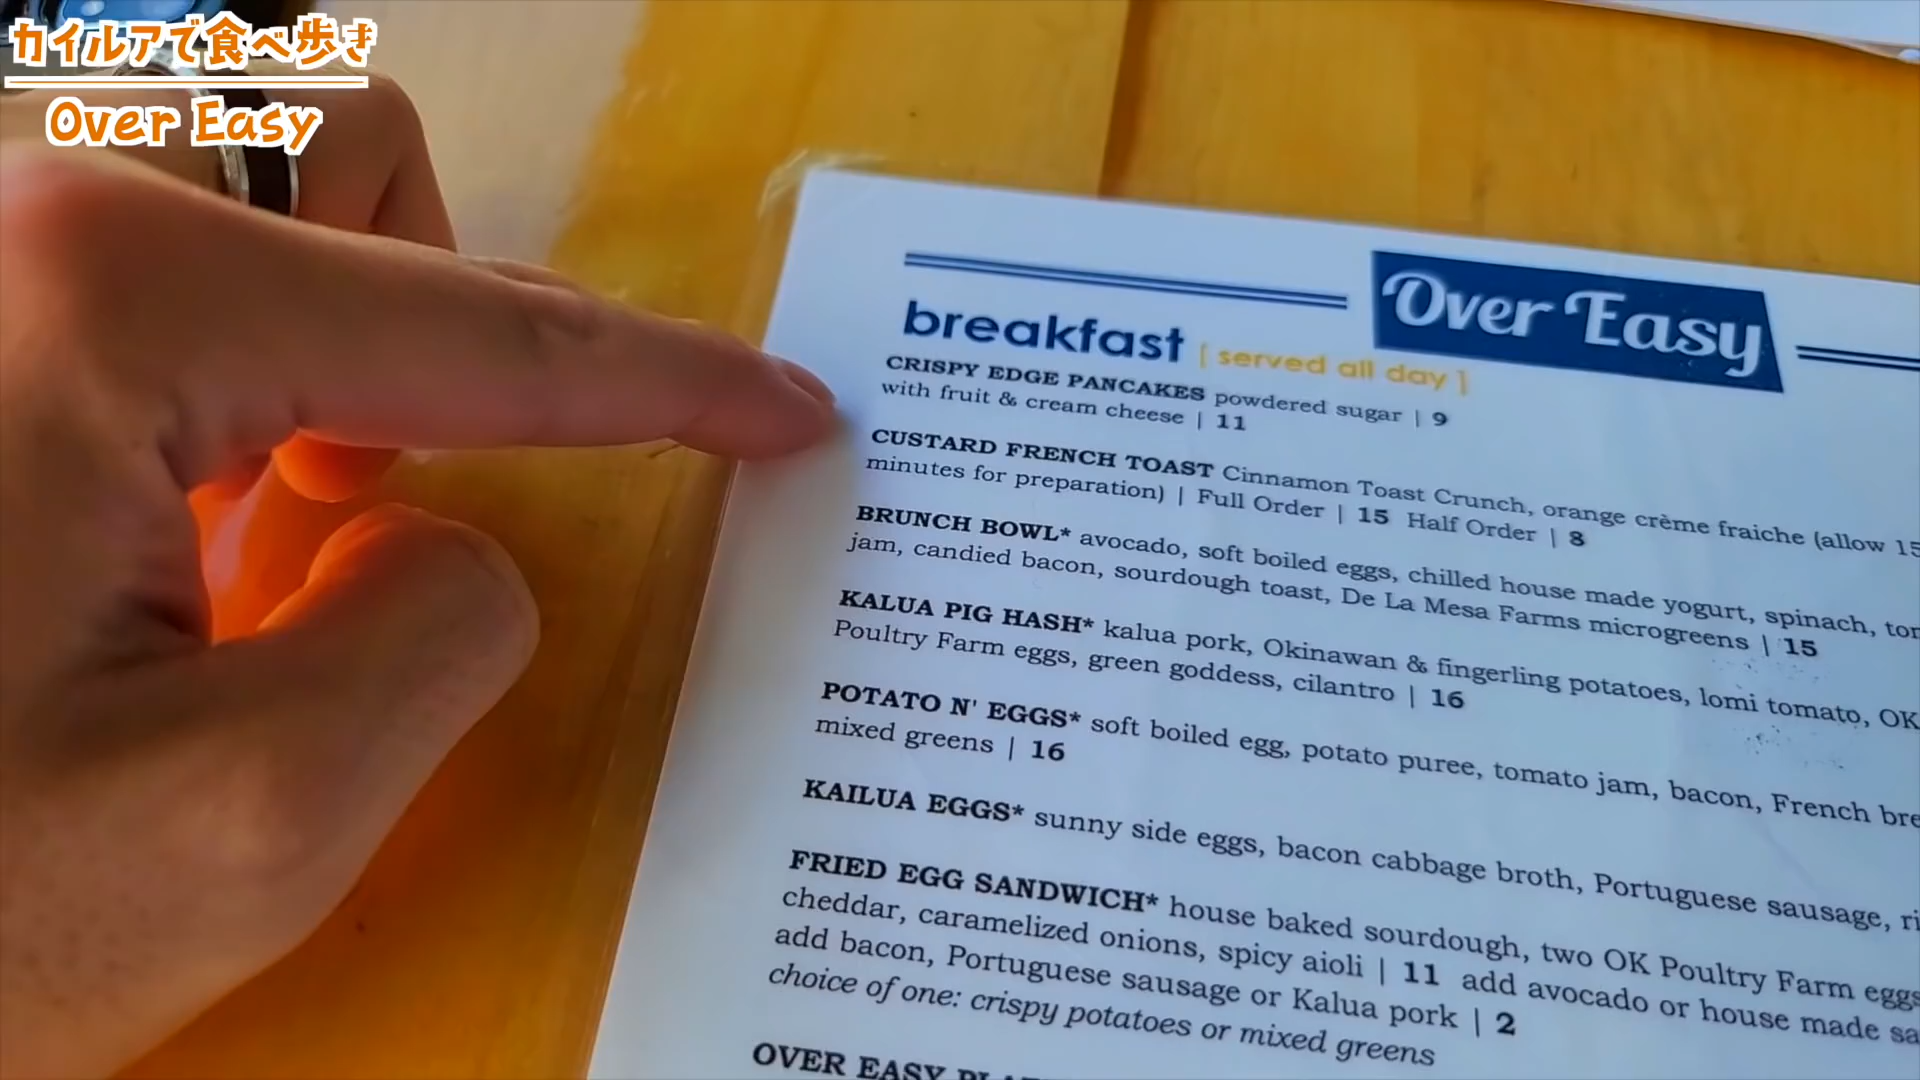 カイルアで食べ歩き
Over Easy
Over Easy
breakfast [ served all day ]
CRISPY EDGE PANCAKES powdered sugar | 9
with fruit & cream cheese | 11
CUSTARD FRENCH TOAST Cinnamon Toast Crunch, orange crème fraiche (allow 15
minutes for preparation) | Full Order | 15 Half Order | 8
BRUNCH BOWL* avocado, soft boiled eggs, chilled house made yogurt, spinach,
jam, candied bacon, sourdough toast, De La Mesa Farms microgreens | 15
KALUA PIG HASH* kalua pork, Okinawan & fingerling potatoes, lomi tomato, OK
Poultry Farm eggs, green goddess, cilantro | 16
POTATO N' EGGS* soft boiled egg, potato puree, tomato jam, bacon, French
mixed greens | 16
KAILUA EGGS* sunny side eggs, bacon cabbage broth, Portuguese sausage,
FRIED EGG SANDWICH* house baked sourdough, two OK Poultry Farm eggs
cheddar, caramelized onions, spicy aioli | 11 add avocado or house made
add bacon, Portuguese sausage or Kalua pork | 2
choice of one: crispy potatoes or mixed greens
OVER EASY